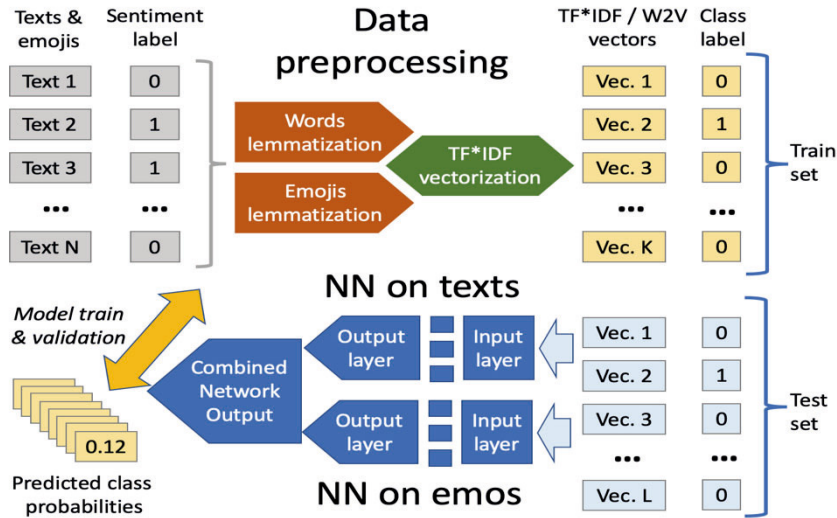 Texts &
emojis
Sentiment
label
Data
preprocessing
TF*IDF / W2V
vectors
Class
label
Text 1
0
Text 2
1
Text 3
1
...
...
Text N
0
Words
lemmatization
Emojis
lemmatization
TF*IDF
vectorization
Vec. 1
0
Vec. 2
1
Vec. 3
0
...
...
Vec. K
0
Train
set
NN on texts
Model train
& validation
Combined
Network
Output
Output
layer
Input
layer
Output
layer
Input
layer
NN on emos
Vec. 1
0
Vec. 2
1
Vec. 3
0
...
...
Vec. L
0
Test
set
0.12
Predicted class
probabilities